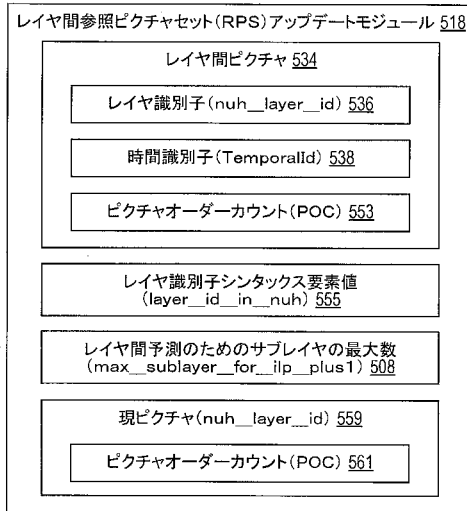 レイヤ間参照ピクチャセット(RPS)アップデートモジュール 518
レイヤ間ピクチャ 534
レイヤ識別子(nuh__layer__id) 536
時間識別子(TemporalId) 538
ピクチャオーダーカウント(POC) 553
レイヤ識別子シンタックス要素値
(layer__id__in__nuh) 555
レイヤ間予測のためのサブレイヤの最大数
(max__sublayer__for__ilp__plus1) 508
現ピクチャ(nuh__layer__id) 559
ピクチャオーダーカウント(POC) 561